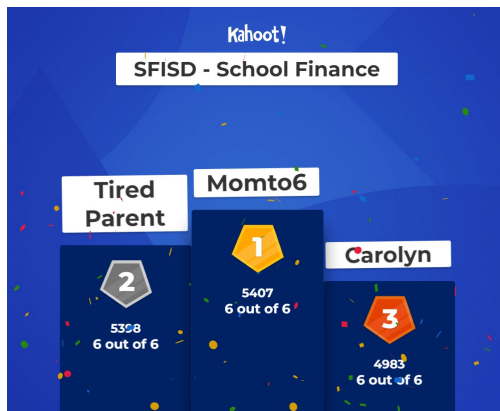 Kahoot!
SFISD - School Finance
Tired
Parent
Momto6
Carolyn
2
1
3
5398
6 out of 6
5407
6 out of 6
4983
6 out of 6